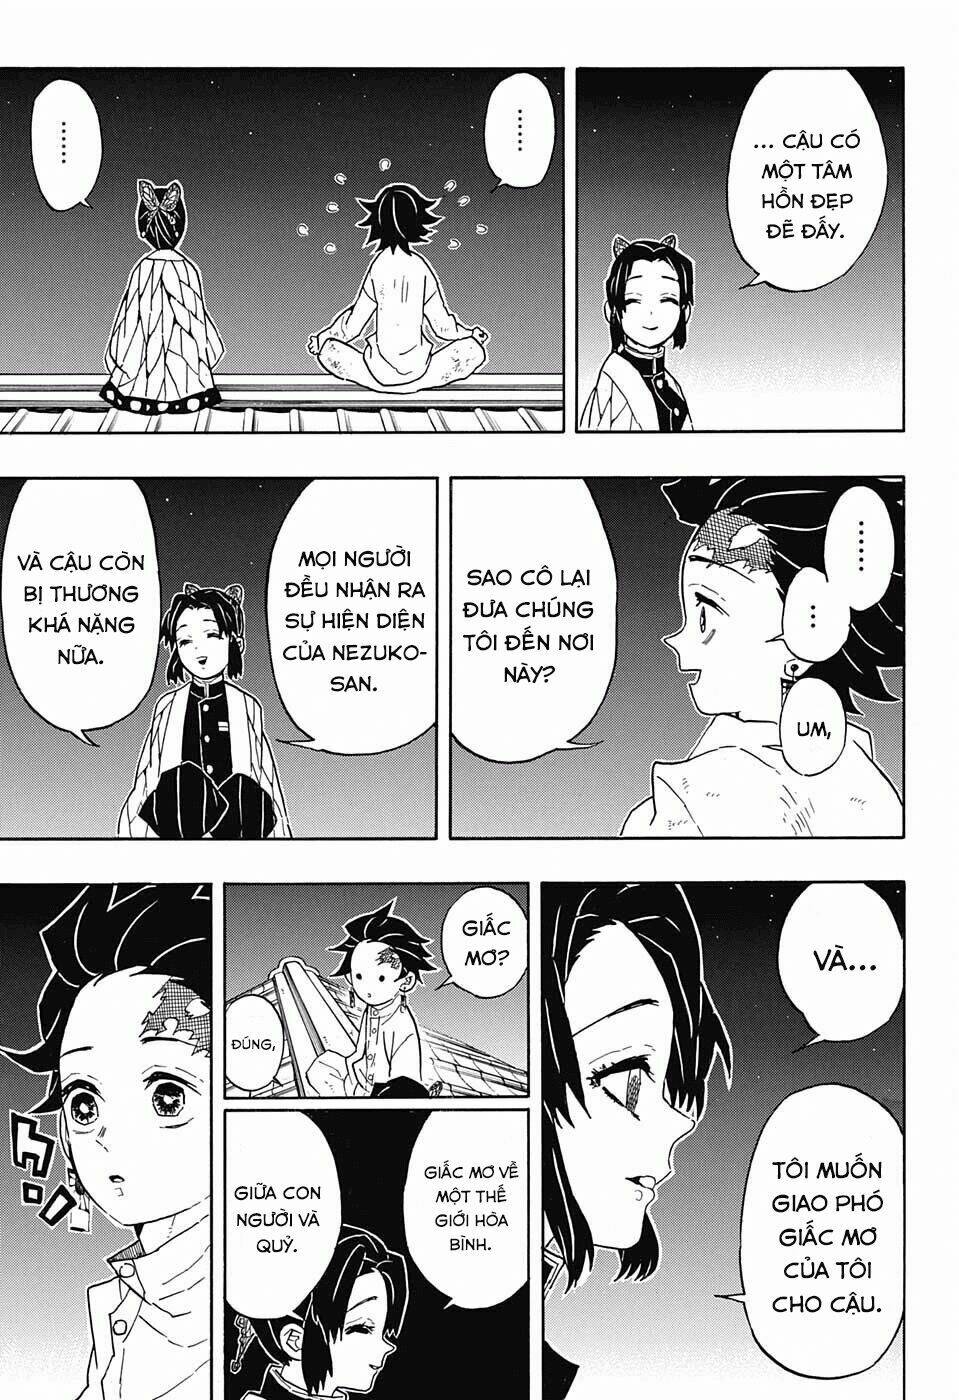 ... CẬU CÓ
MỘT TÂM
HỒN ĐẸP
ĐẼ ĐẤY.
......
......
......
...
UM,
SAO CÔ LẠI
ĐƯA CHÚNG
TÔI ĐẾN NƠI
NÀY?
MỌI NGƯỜI
ĐỀU NHẬN RA
SỰ HIỆN DIỆN
CỦA NEZUKO-
SAN.
VÀ CẬU CÒN
BỊ THƯƠNG
KHÁ NẶNG
NỮA.
VÀ...
TÔI MUỐN
GIAO PHÓ
GIẤC MƠ
CỦA TÔI
CHO CẬU.
GIẤC
MƠ?
ĐÚNG,
GIẤC MƠ VỀ
MỘT THẾ
GIỚI HÒA
BÌNH.
GIỮA CON
NGƯỜI VÀ
QUỶ.